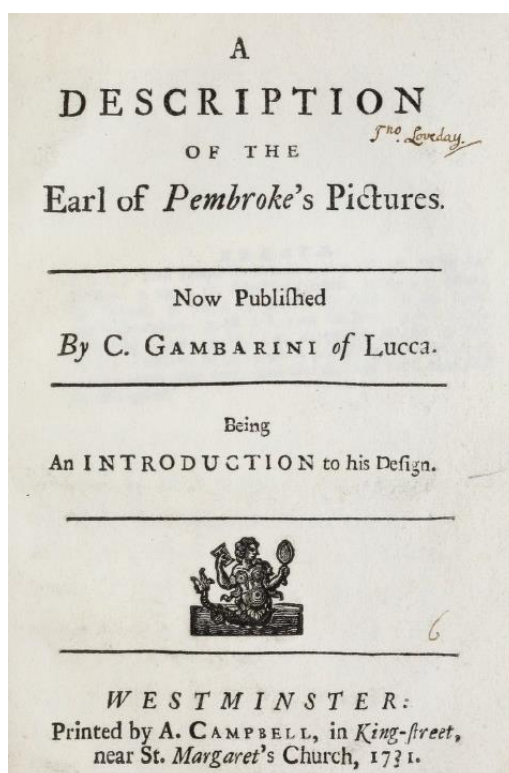 A
DESCRIPTION
Jno. Loveday.
OF THE
Earl of Pembroke's Pictures.
Now Publiſhed
By C. GAMBARINI of Lucca.
Being
An INTRODUCTION to his Deſign.
6
WESTMINSTER:
Printed by A. CAMPBELL, in King-ſtreet,
near St. Margaret's Church, 1731.